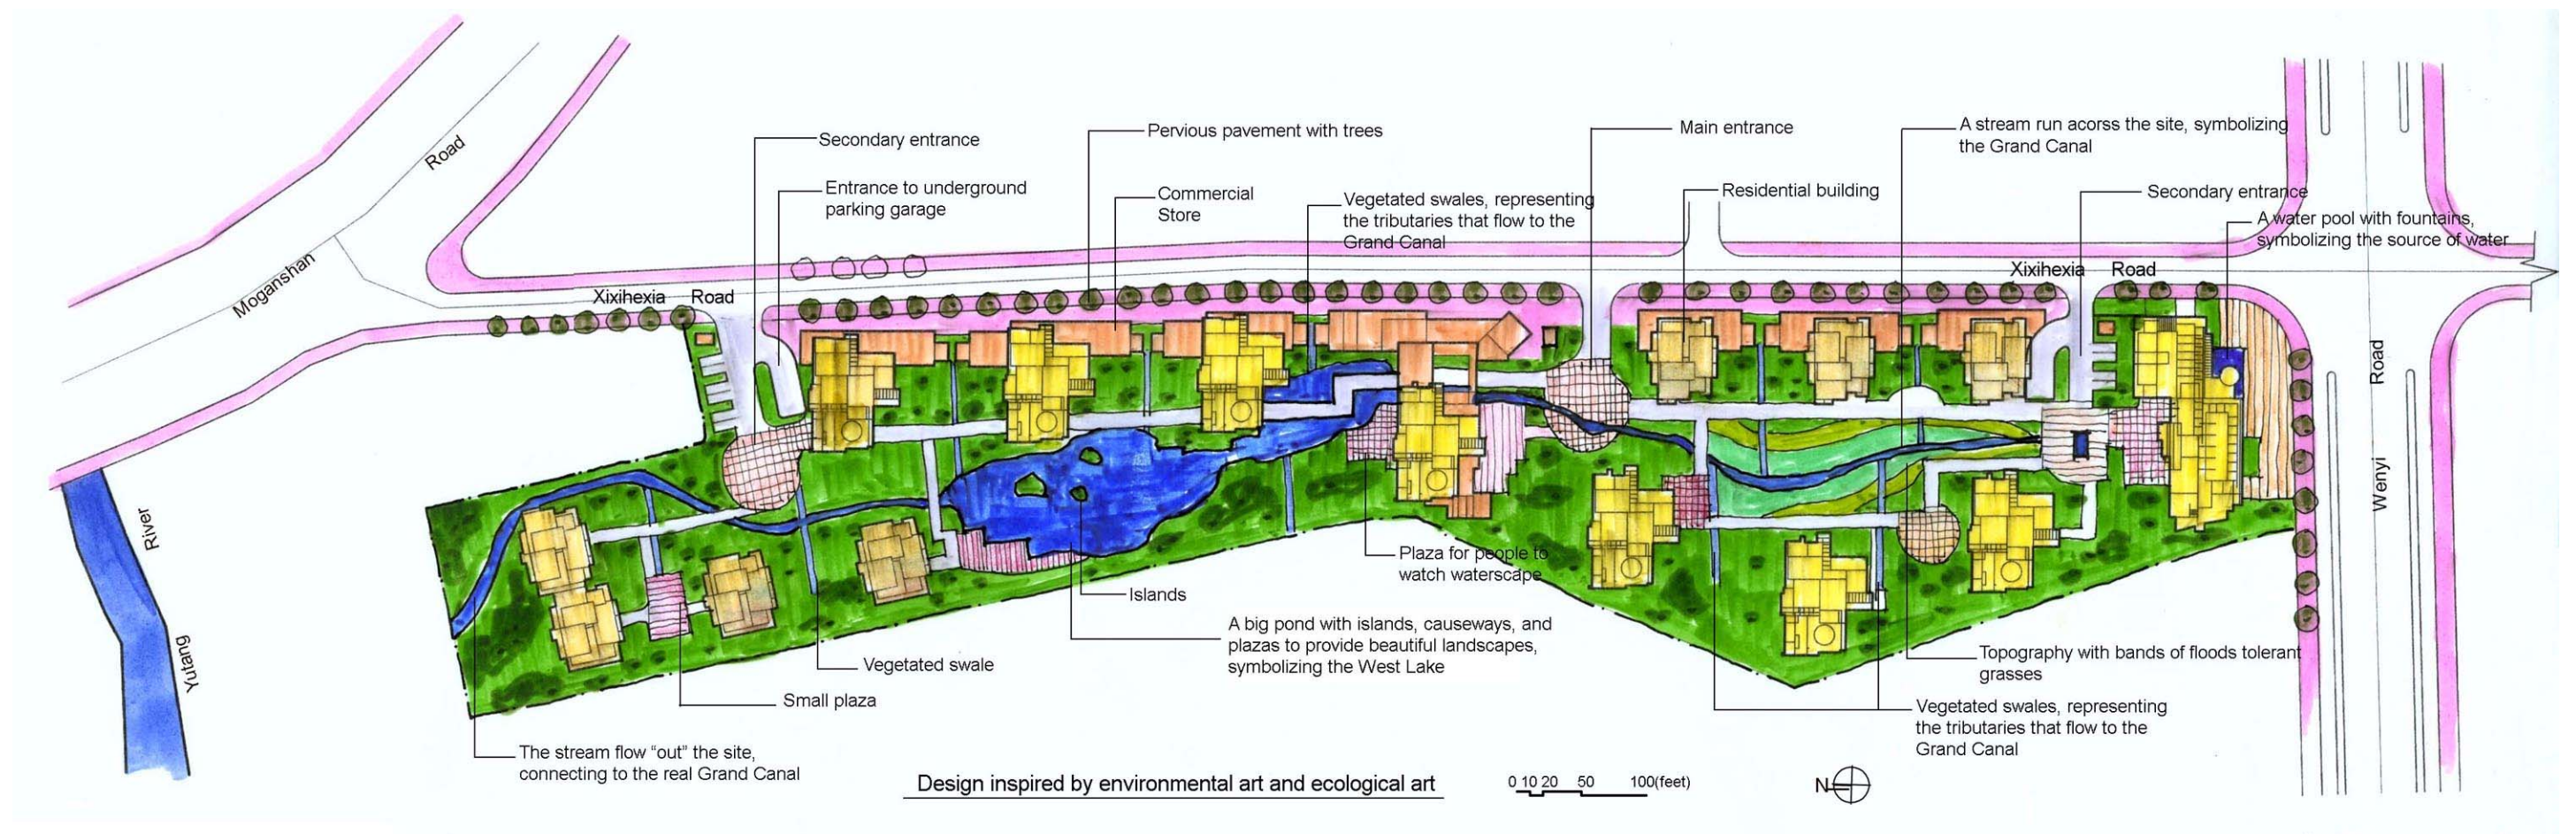 Moganshan
Road
Secondary entrance
Entrance to underground
parking garage
Pervious pavement with trees
Commercial
Store
Vegetated swales, representing
the tributaries that flow to the
Grand Canal
Main entrance
Residential building
A stream run acorss the site, symbolizing
the Grand Canal
Secondary entrance
A water pool with fountains,
symbolizing the source of water
Xixihexia Road
Xixihexia Road
Wenyi Road
Yutang River
Plaza for people to
watch waterscape
Islands
A big pond with islands, causeways, and
plazas to provide beautiful landscapes,
symbolizing the West Lake
Vegetated swale
Small plaza
The stream flow “out” the site,
connecting to the real Grand Canal
Topography with bands of floods tolerant
grasses
Vegetated swales, representing
the tributaries that flow to the
Grand Canal
Design inspired by environmental art and ecological art
0 10 20 50 100(feet)
N